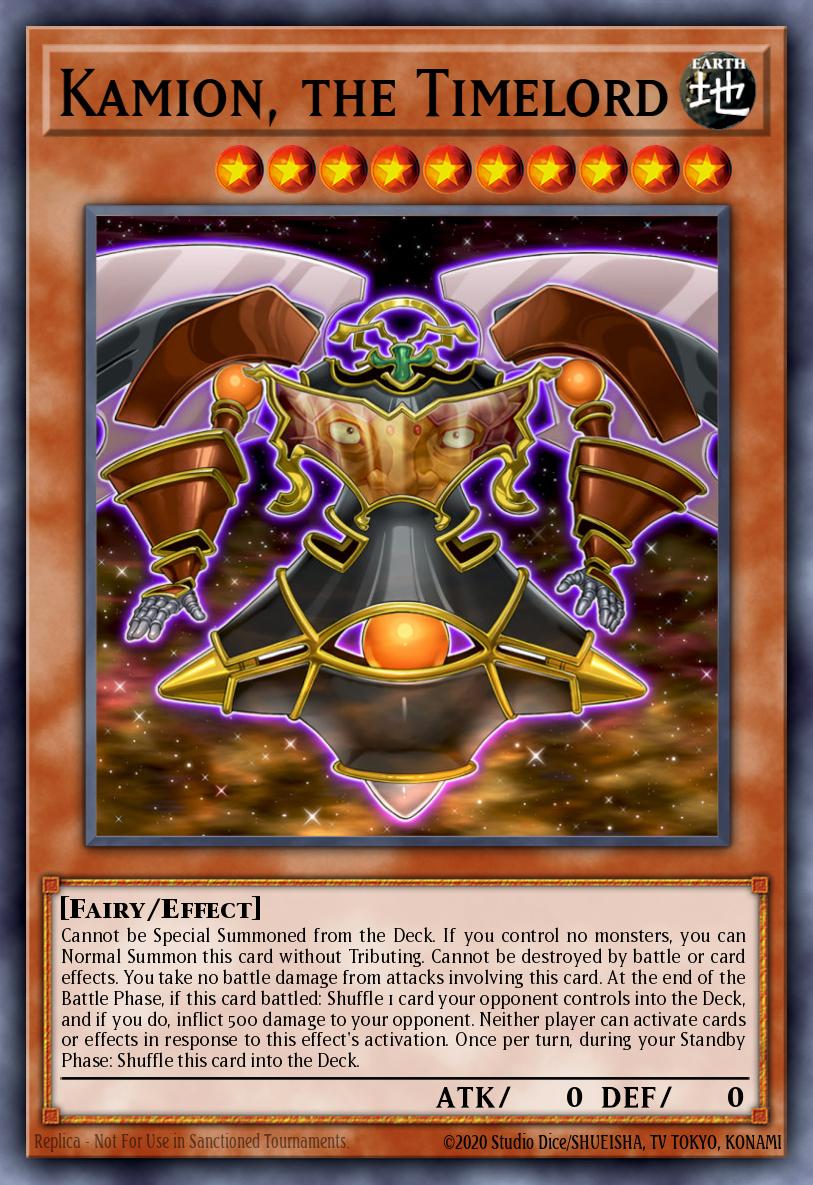 Kamion, the Timelord
EARTH
地
[Fairy/Effect]
Cannot be Special Summoned from the Deck. If you control no monsters, you can
Normal Summon this card without Tributing. Cannot be destroyed by battle or card
effects. You take no battle damage from attacks involving this card. At the end of the
Battle Phase, if this card battled: Shuffle 1 card your opponent controls into the Deck,
and if you do, inflict 500 damage to your opponent. Neither player can activate cards
or effects in response to this effect's activation. Once per turn, during your Standby
Phase: Shuffle this card into the Deck.
ATK/ 0 DEF/ 0
Replica - Not For Use in Sanctioned Tournaments.
©2020 Studio Dice/SHUEISHA, TV TOKYO, KONAMI